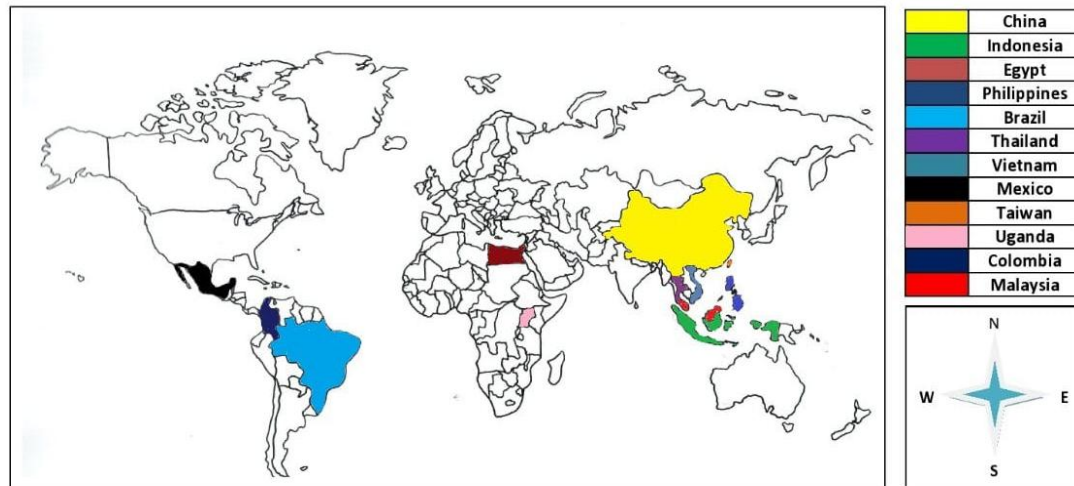 China
Indonesia
Egypt
Philippines
Brazil
Thailand
Vietnam
Mexico
Taiwan
Uganda
Colombia
Malaysia
N
W E
S